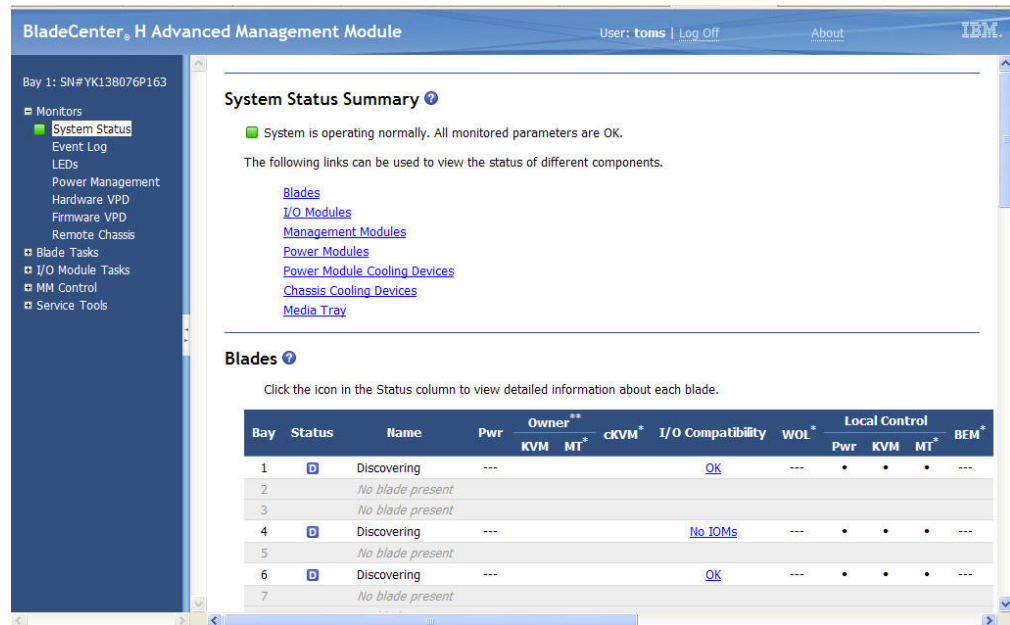 BladeCenter® H Advanced Management Module
User: toms | Log Off
About
IBM.
Bay 1: SN#YK138076P163
Monitors
System Status
Event Log
LEDs
Power Management
Hardware VPD
Firmware VPD
Remote Chassis
Blade Tasks
I/O Module Tasks
MM Control
Service Tools
System Status Summary
System is operating normally. All monitored parameters are OK.
The following links can be used to view the status of different components.
Blades
I/O Modules
Management Modules
Power Modules
Power Module Cooling Devices
Chassis Cooling Devices
Media Tray
Blades
Click the icon in the Status column to view detailed information about each blade.
Bay Status Name Pwr Owner** cKVM* I/O Compatibility WOL* Local Control BEM*
KVM MT* Pwr KVM MT*
1 D Discovering --- OK --- • • • ---
2 No blade present
3 No blade present
4 D Discovering --- No IOMs --- • • • ---
5 No blade present
6 D Discovering --- OK --- • • • ---
7 No blade present